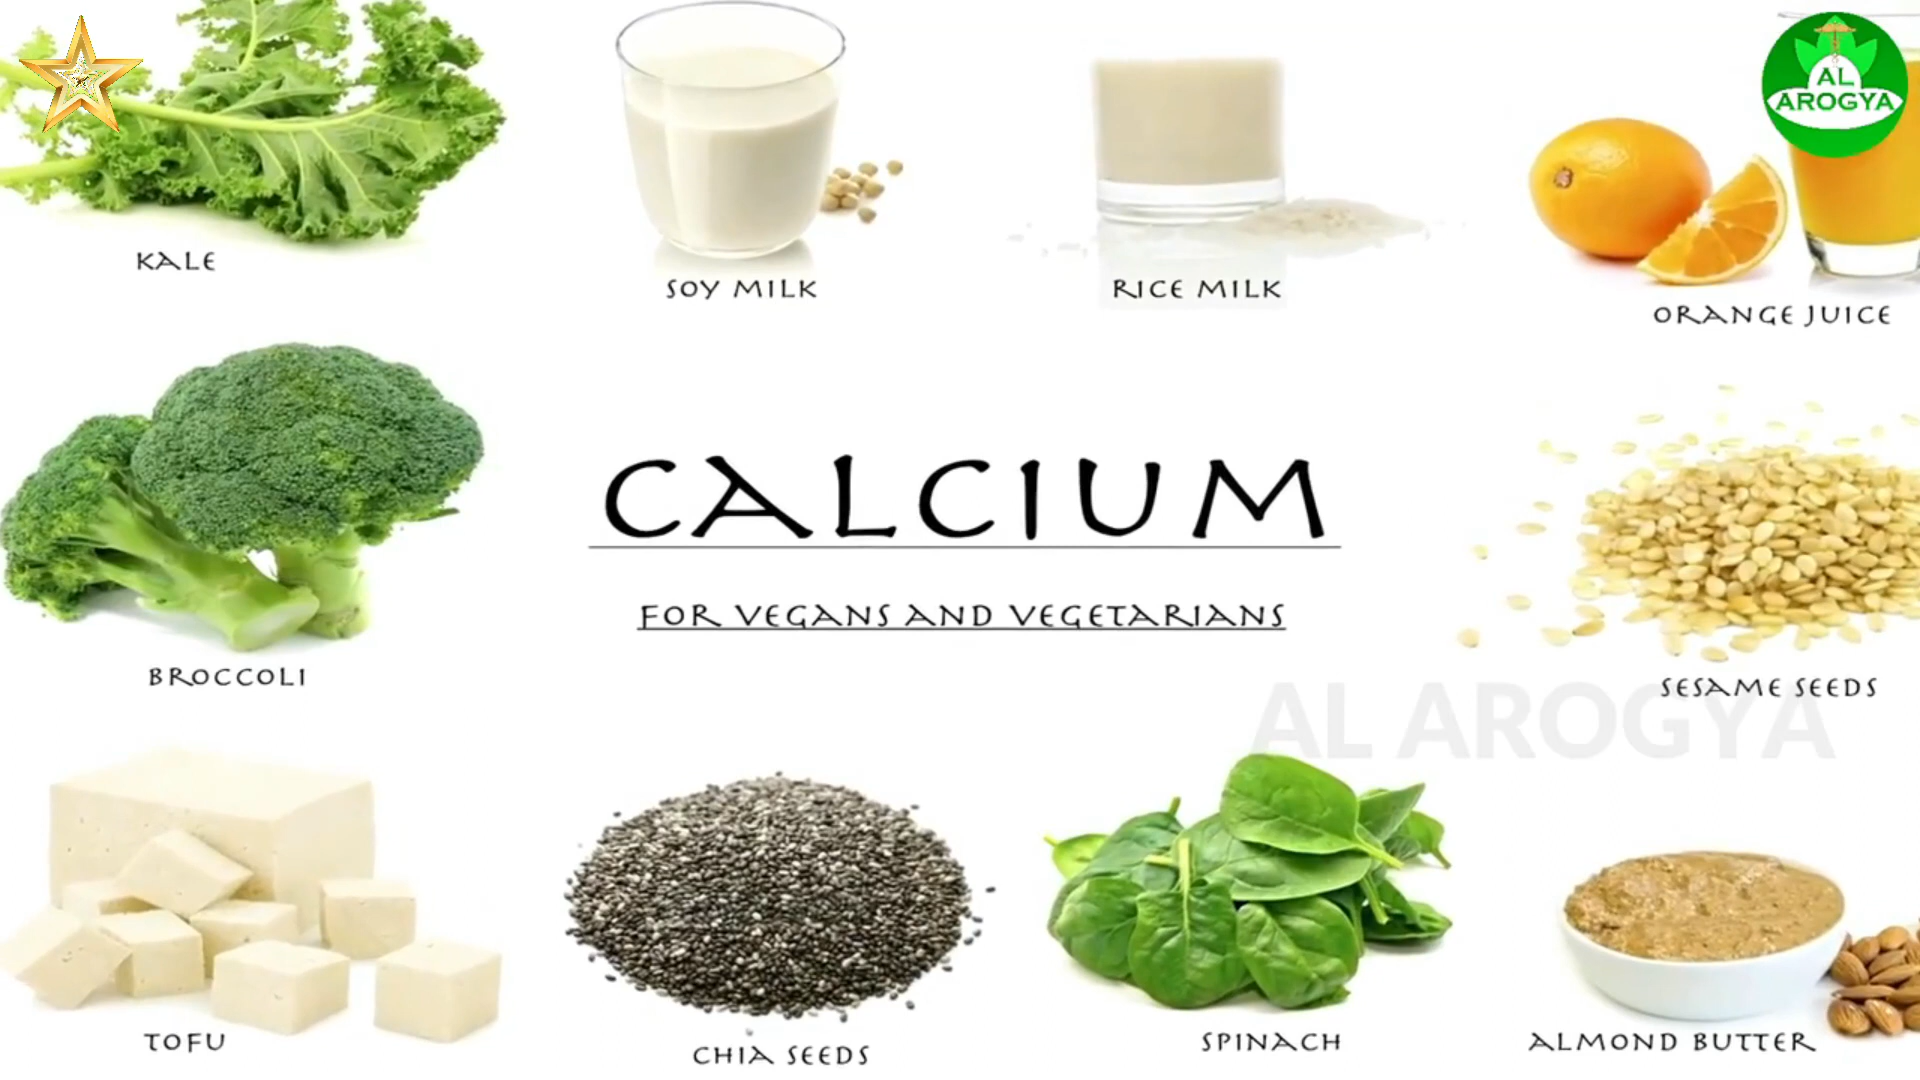 AL
AROGYA
KALE
SOY MILK
RICE MILK
ORANGE JUICE
CALCIUM
FOR VEGANS AND VEGETARIANS
BROCCOLI
SESAME SEEDS
AL AROGYA
TOFU
CHIA SEEDS
SPINACH
ALMOND BUTTER